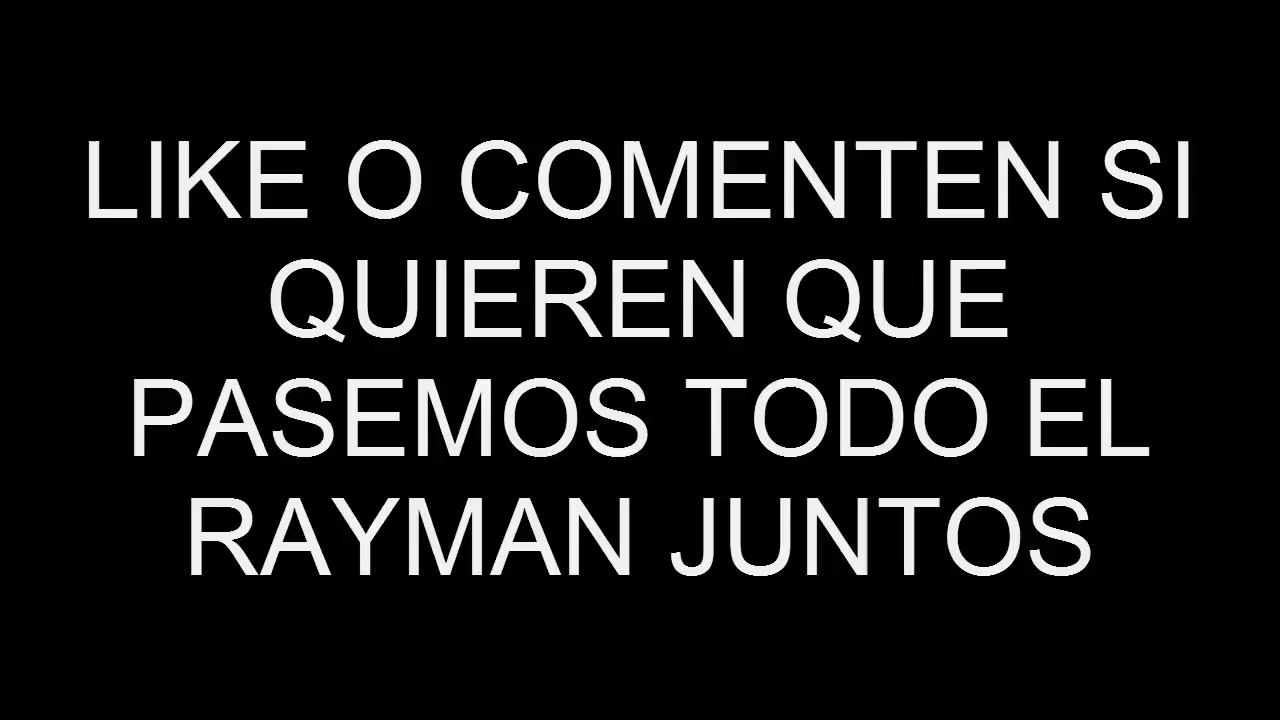 LIKE O COMENTEN SI
QUIEREN QUE
PASEMOS TODO EL
RAYMAN JUNTOS